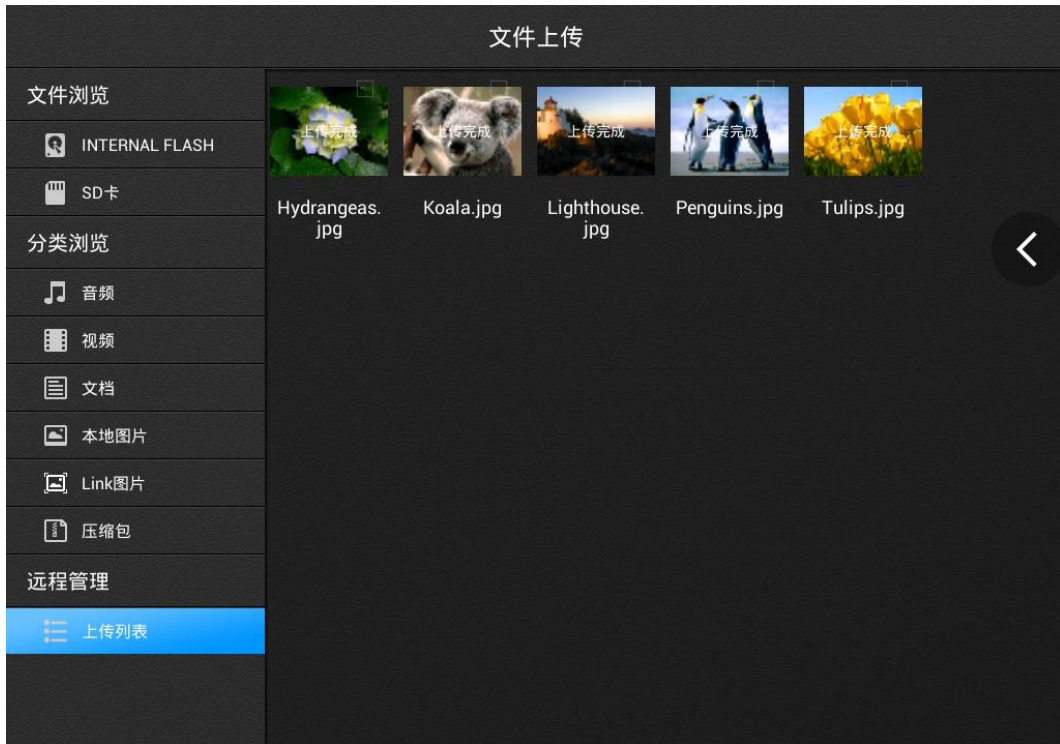 文件上传
文件浏览
INTERNAL FLASH
SD卡
分类浏览
音频
视频
文档
本地图片
Link图片
压缩包
远程管理
上传列表
上传完成
上传完成
上传完成
上传完成
上传完成
Hydrangeas.
jpg
Koala.jpg
Lighthouse.
jpg
Penguins.jpg
Tulips.jpg